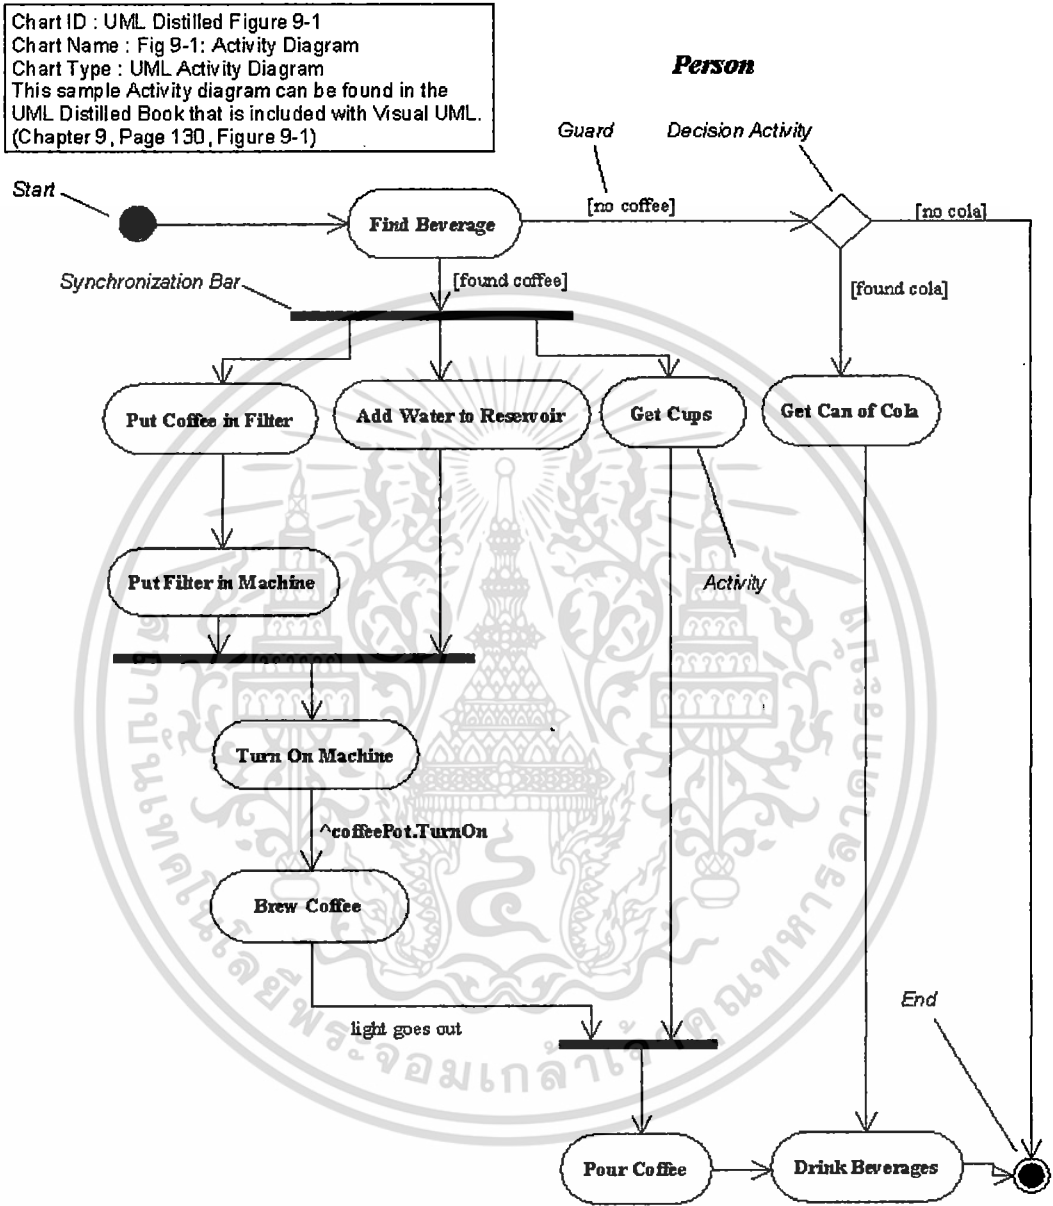 Chart ID : UML Distilled Figure 9-1
Chart Name : Fig 9-1: Activity Diagram
Chart Type : UML Activity Diagram
This sample Activity diagram can be found in the
UML Distilled Book that is included with Visual UML.
(Chapter 9, Page 130, Figure 9-1)
Person
Guard
Decision Activity
Start
[no coffee]
[no cola]
Find Beverage
Synchronization Bar
[found coffee]
[found cola]
Put Coffee in Filter
Add Water to Reservoir
Get Cups
Get Can of Cola
Put Filter in Machine
Activity
Turn On Machine
^coffeePot.TurnOn
Brew Coffee
End
light goes out
Pour Coffee
Drink Beverages